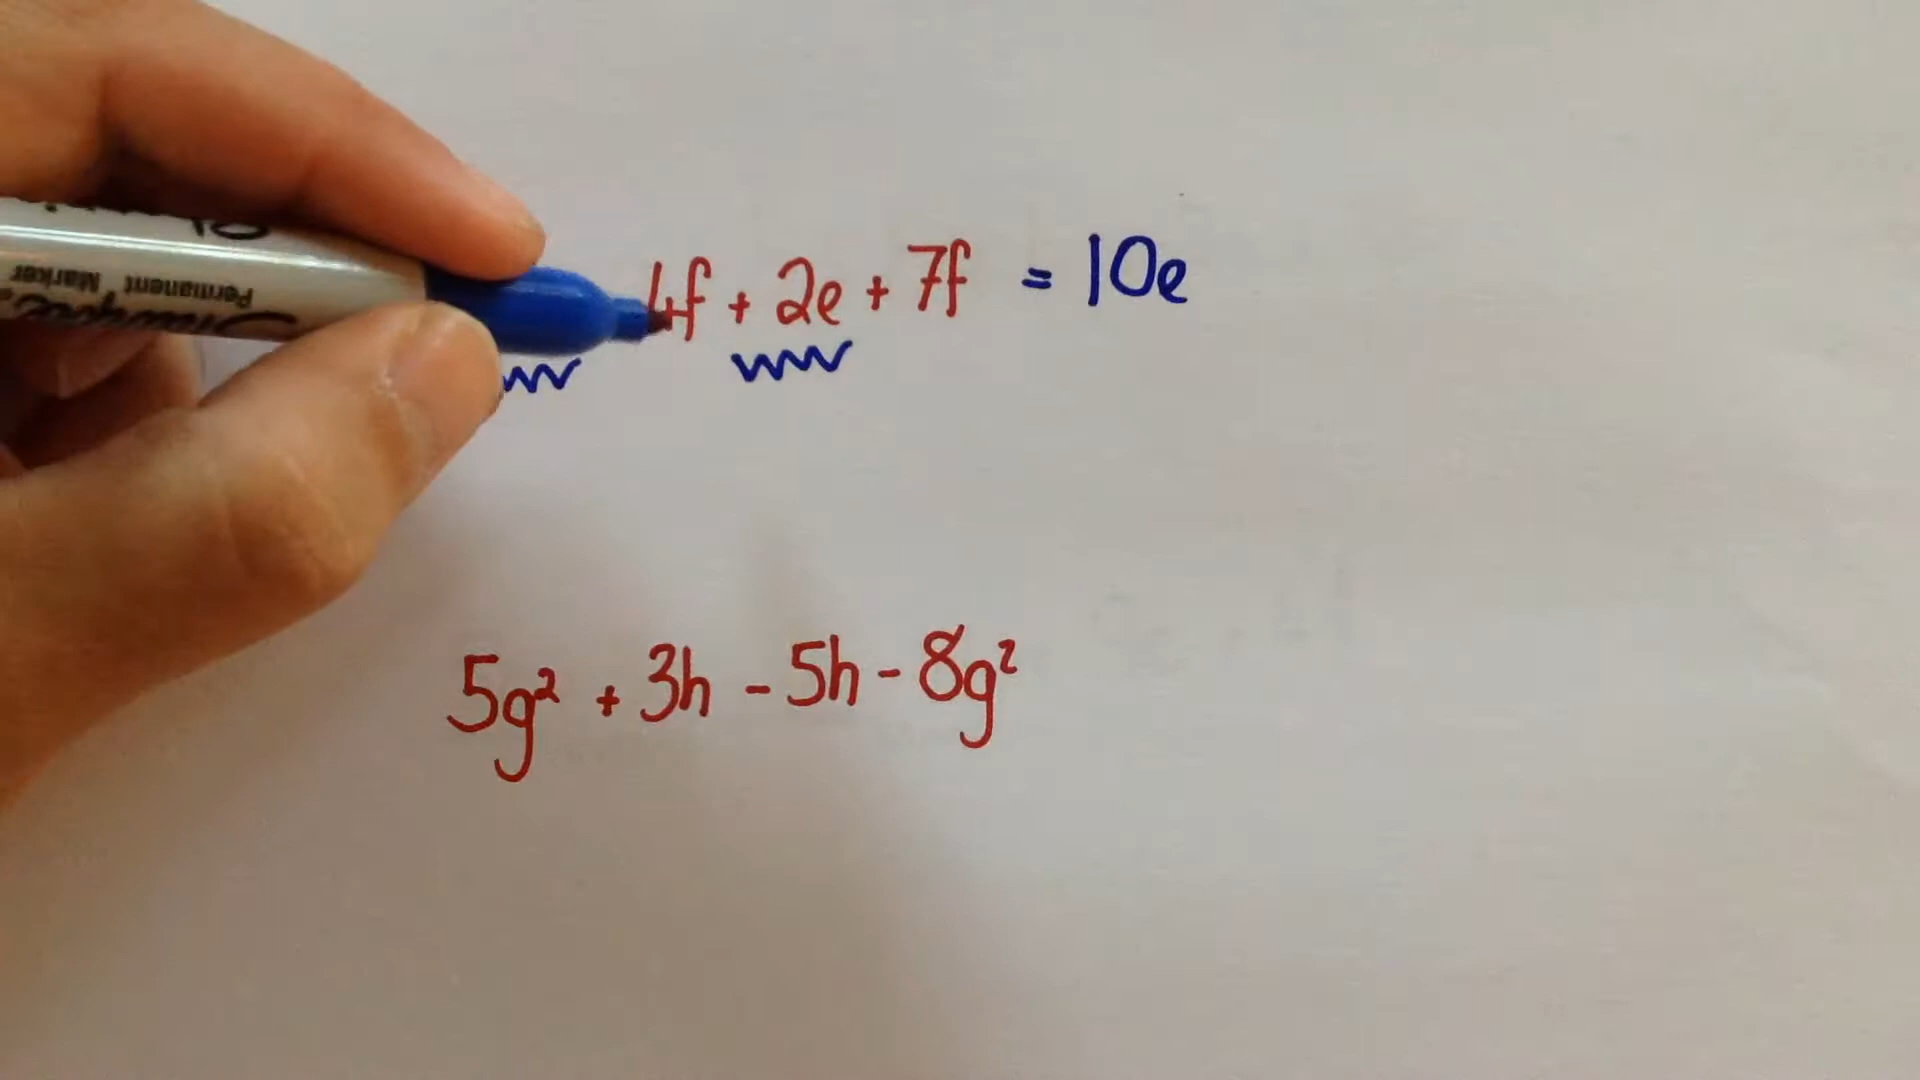 4f + 2e + 7f = 10e
5g² + 3h - 5h - 8g²
Permanent Marker